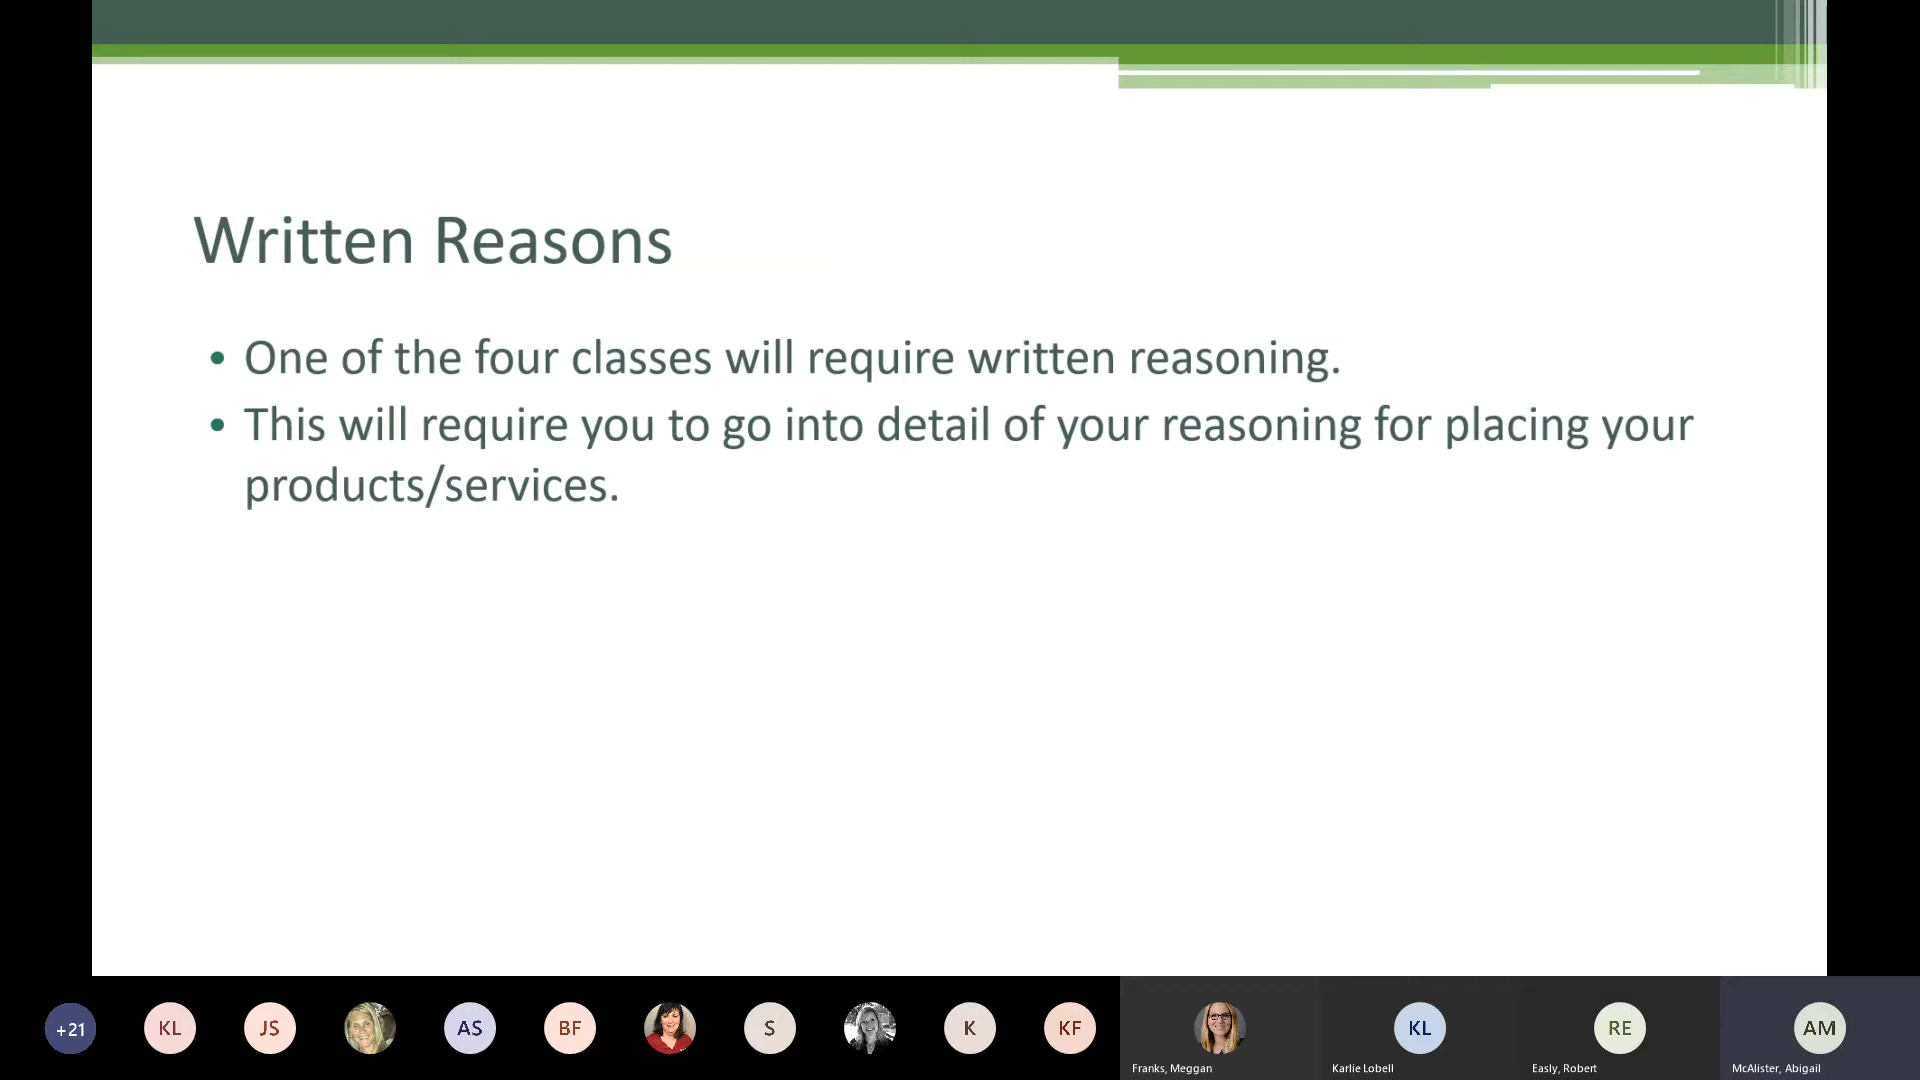 Written Reasons
• One of the four classes will require written reasoning.
• This will require you to go into detail of your reasoning for placing your
products/services.
+21
KL
JS
AS
BF
S
K
KF
KL
RE
AM
Franks, Meggan
Karlie Lobell
Easly, Robert
McAlister, Abigail